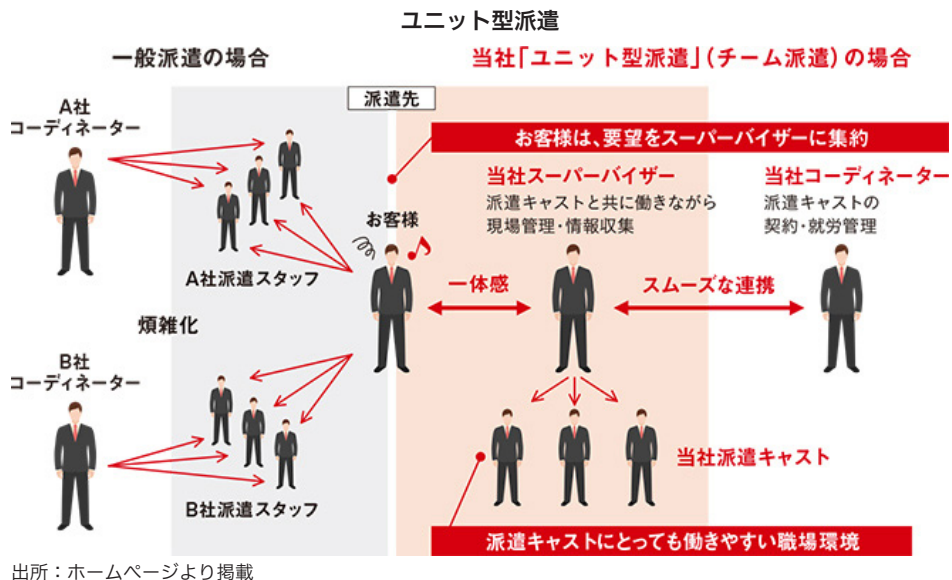 ユニット型派遣
一般派遣の場合
当社「ユニット型派遣」(チーム派遣)の場合
派遣先
A社
コーディネーター
お客様は、要望をスーパーバイザーに集約
当社スーパーバイザー
派遣キャストと共に働きながら
現場管理・情報収集
当社コーディネーター
派遣キャストの
契約・就労管理
お客様
A社派遣スタッフ
一体感
スムーズな連携
煩雑化
B社
コーディネーター
当社派遣キャスト
B社派遣スタッフ
派遣キャストにとっても働きやすい職場環境
出所：ホームページより掲載